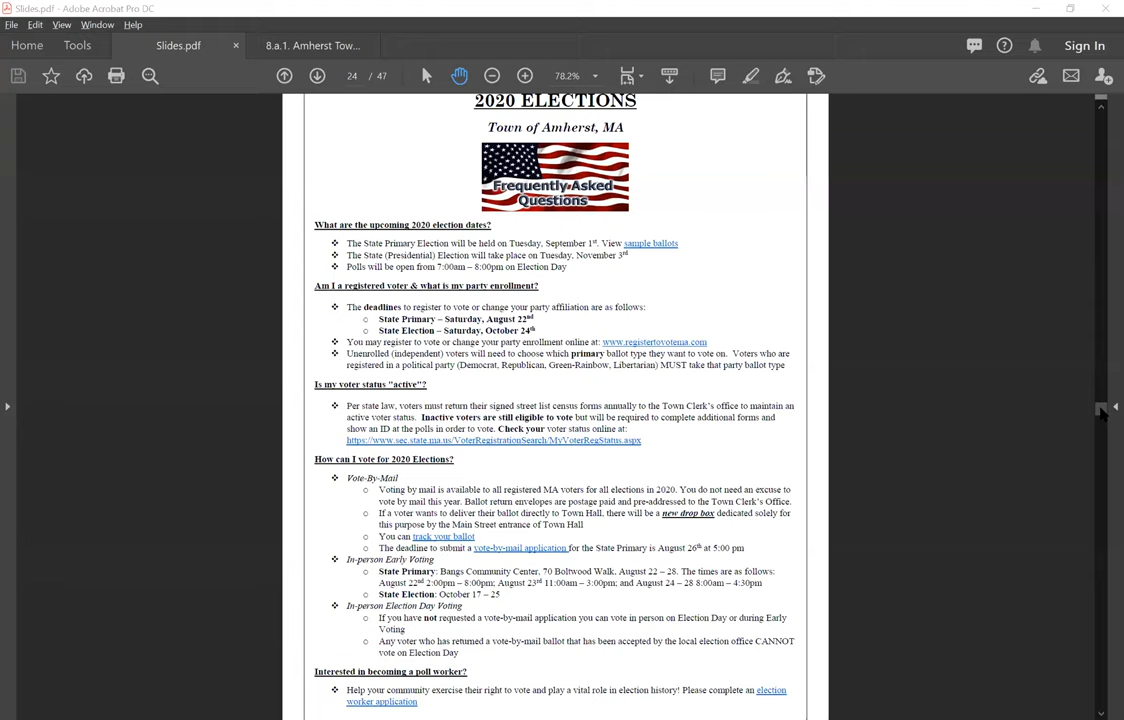 Slides.pdf - Adobe Acrobat Pro DC
File Edit View Window Help
Home Tools Slides.pdf × 8.a.1. Amherst Tow... Sign In
24 / 47 78.2%
2020 ELECTIONS
Town of Amherst, MA
Frequently Asked
Questions
What are the upcoming 2020 election dates?
❖ The State Primary Election will be held on Tuesday, September 1st. View sample ballots
❖ The State (Presidential) Election will take place on Tuesday, November 3rd
❖ Polls will be open from 7:00am – 8:00pm on Election Day
Am I a registered voter & what is my party enrollment?
❖ The deadlines to register to vote or change your party affiliation are as follows:
o State Primary – Saturday, August 22nd
o State Election – Saturday, October 24th
❖ You may register to vote or change your party enrollment online at: www.registertovotema.com
❖ Unenrolled (independent) voters will need to choose which primary ballot type they want to vote on. Voters who are
registered in a political party (Democrat, Republican, Green-Rainbow, Libertarian) MUST take that party ballot type
Is my voter status "active"?
❖ Per state law, voters must return their signed street list census forms annually to the Town Clerk's office to maintain an
active voter status. Inactive voters are still eligible to vote but will be required to complete additional forms and
show an ID at the polls in order to vote. Check your voter status online at:
https://www.sec.state.ma.us/VoterRegistrationSearch/MyVoterRegStatus.aspx
How can I vote for 2020 Elections?
❖ Vote-By-Mail
o Voting by mail is available to all registered MA voters for all elections in 2020. You do not need an excuse to
vote by mail this year. Ballot return envelopes are postage paid and pre-addressed to the Town Clerk's Office.
o If a voter wants to deliver their ballot directly to Town Hall, there will be a new drop box dedicated solely for
this purpose by the Main Street entrance of Town Hall
o You can track your ballot
o The deadline to submit a vote-by-mail application for the State Primary is August 26th at 5:00 pm
❖ In-person Early Voting
o State Primary: Bangs Community Center, 70 Boltwood Walk, August 22 – 28. The times are as follows:
August 22nd 2:00pm – 8:00pm; August 23rd 11:00am – 3:00pm; and August 24 – 28 8:00am – 4:30pm
o State Election: October 17 – 25
❖ In-person Election Day Voting
o If you have not requested a vote-by-mail application you can vote in person on Election Day or during Early
Voting
o Any voter who has returned a vote-by-mail ballot that has been accepted by the local election office CANNOT
vote on Election Day
Interested in becoming a poll worker?
❖ Help your community exercise their right to vote and play a vital role in election history! Please complete an election
worker application